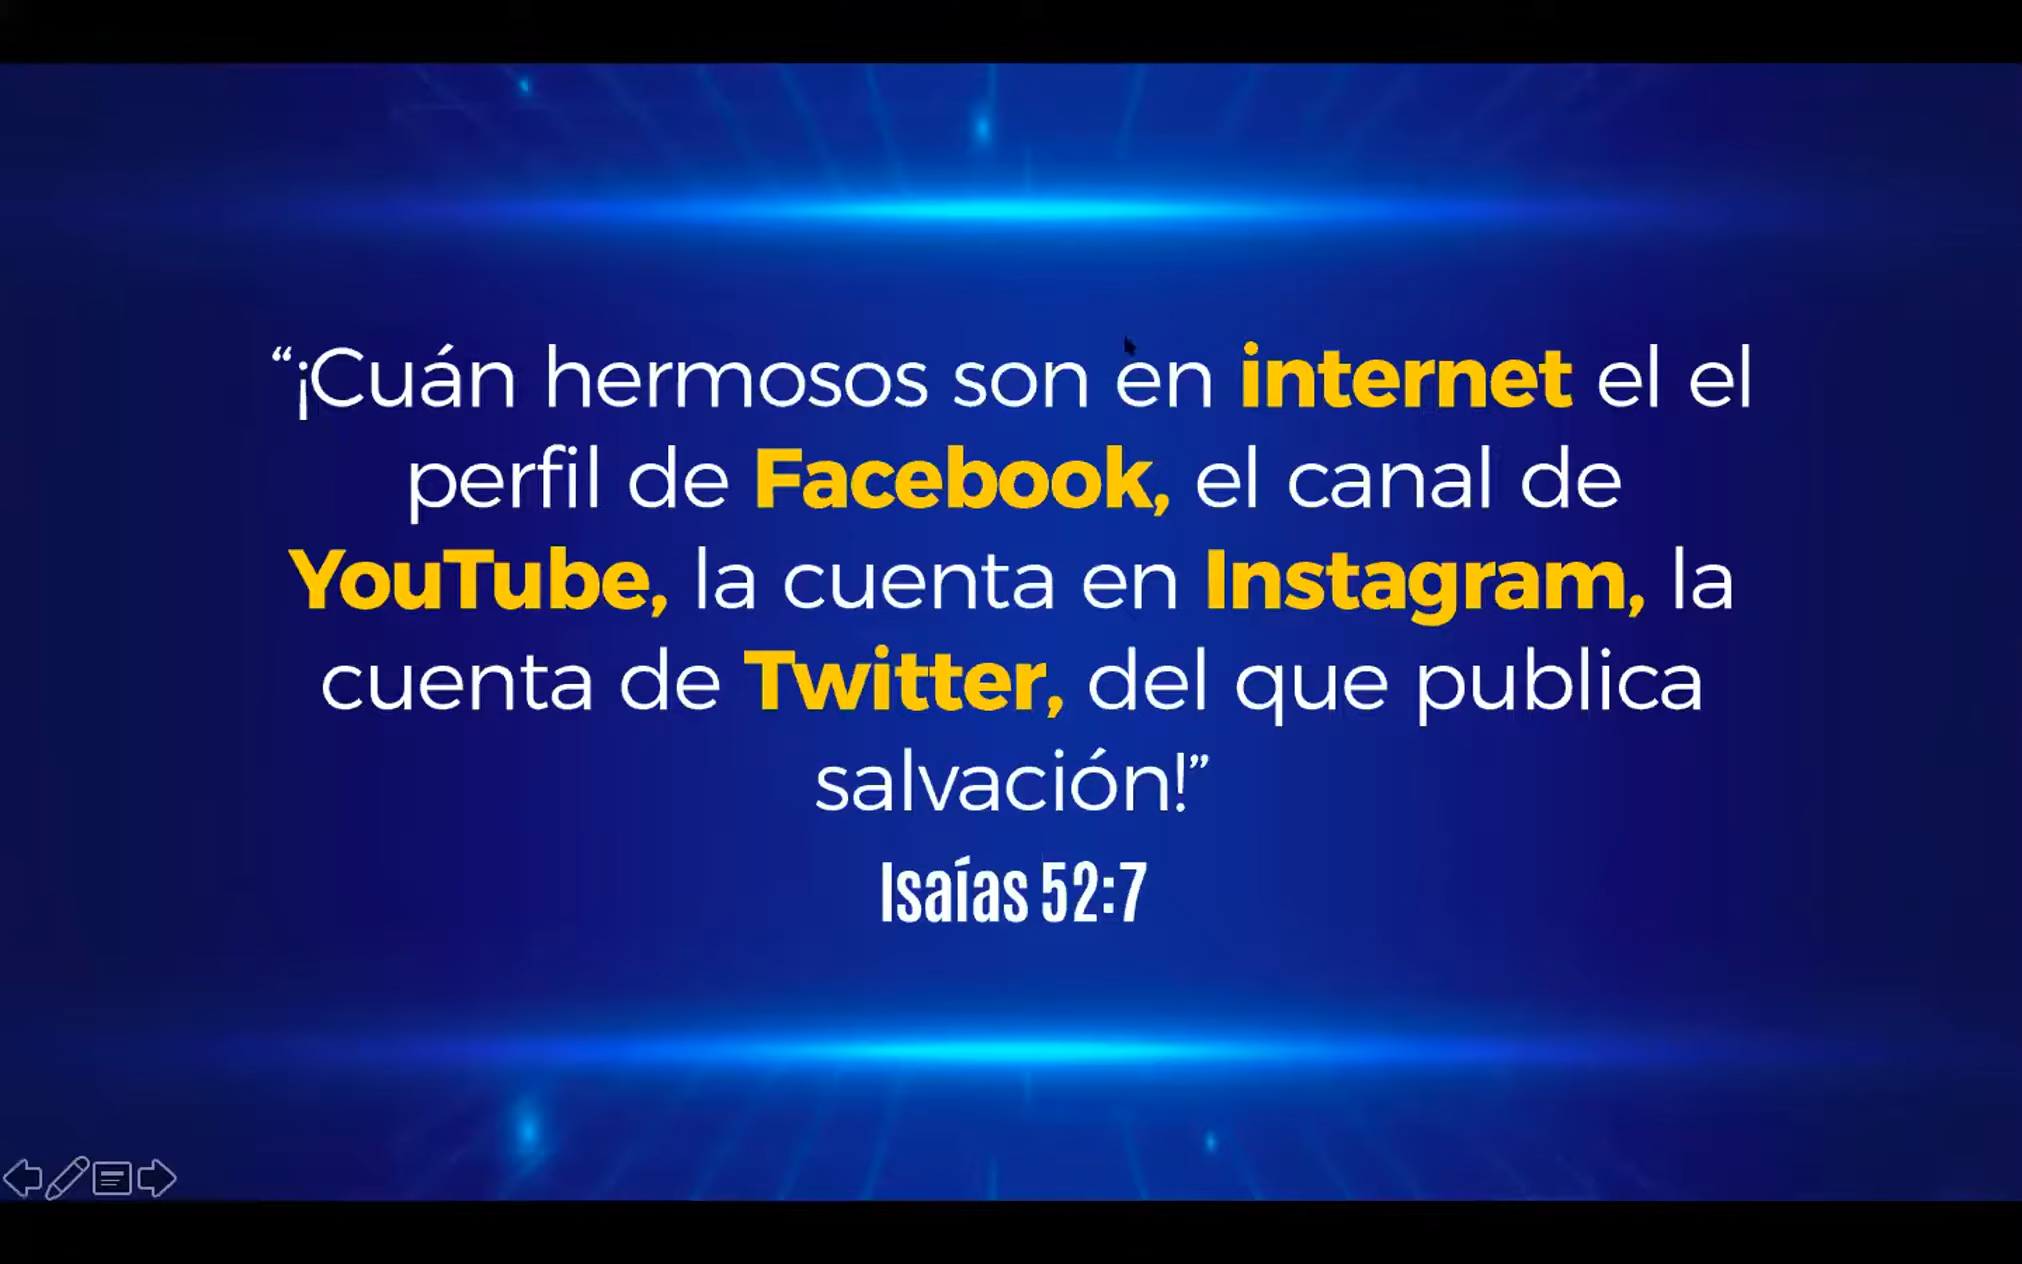 “¡Cuán hermosos son en internet el el
perfil de Facebook, el canal de
YouTube, la cuenta en Instagram, la
cuenta de Twitter, del que publica
salvación!”
Isaías 52:7